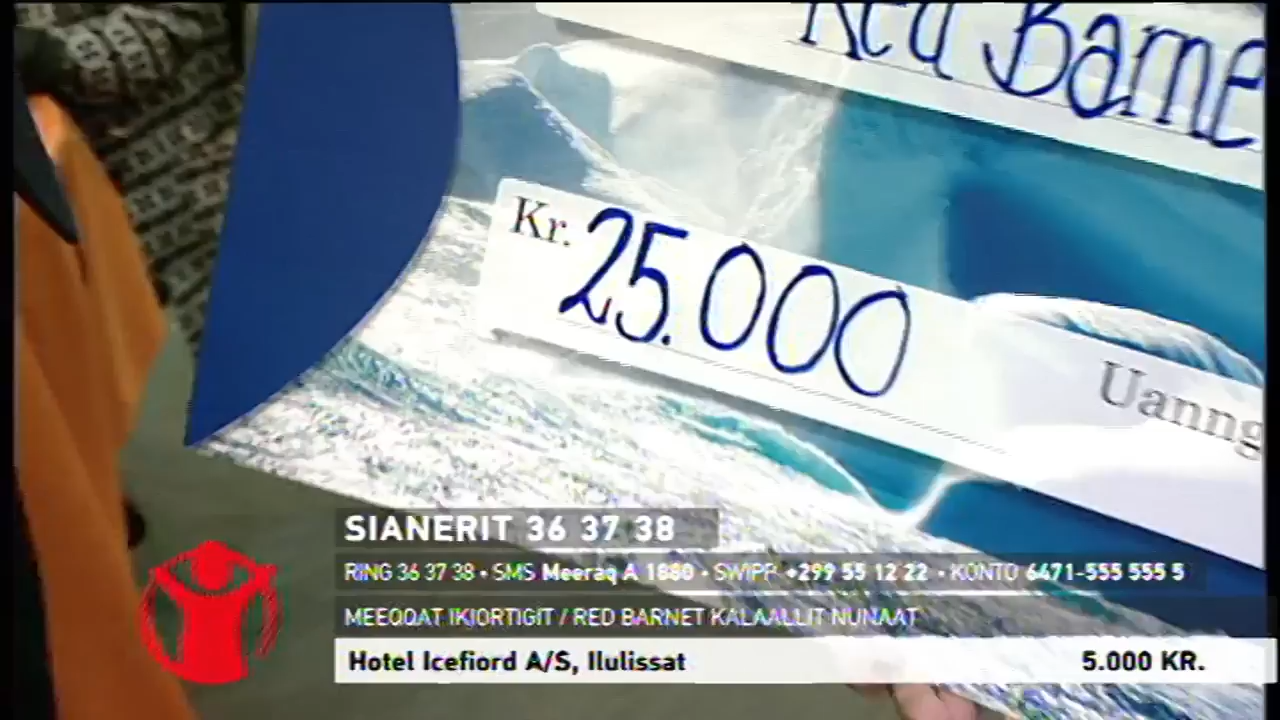 Red Barne
Kr. 25.000
Uanng
SIANERIT 36 37 38
RING 36 37 38 • SMS Meeraq A 1880 • SWIPP +299 55 12 22 • KONTO 6471-555 555 5
MEEQQAT IKIORTIGIT / RED BARNET KALAALLIT NUNAAT
Hotel Icefiord A/S, Ilulissat 5.000 KR.